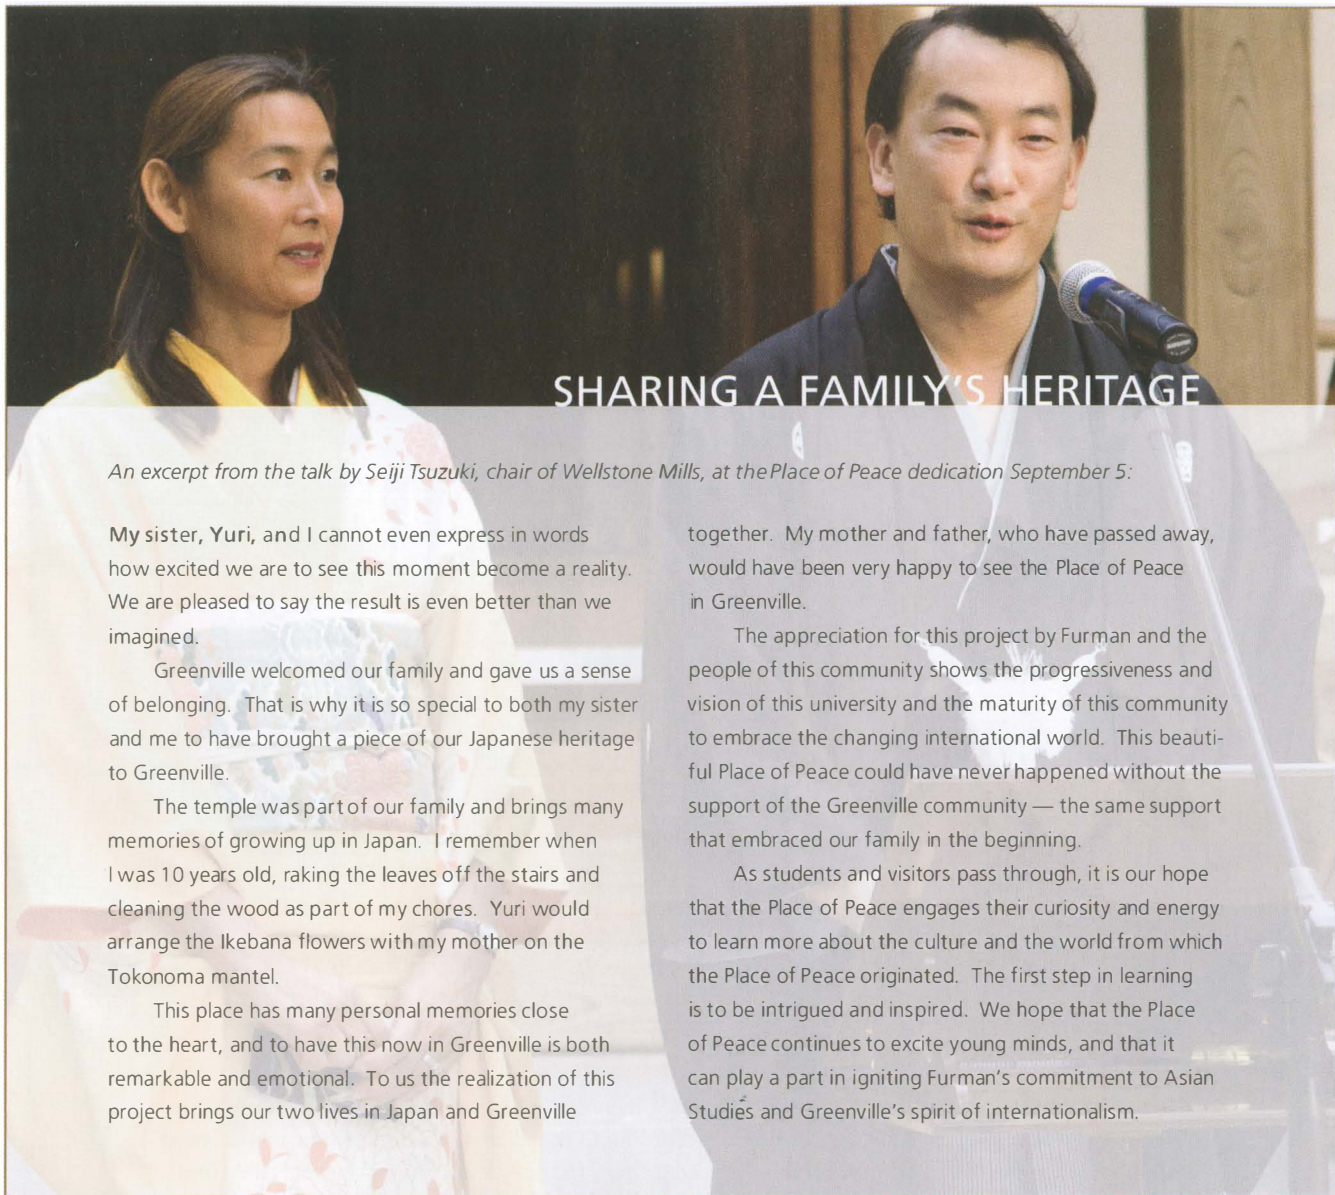 SHARING A FAMILY'S HERITAGE
An excerpt from the talk by Seiji Tsuzuki, chair of Wellstone Mills, at the Place of Peace dedication September 5:
My sister, Yuri, and I cannot even express in words
how excited we are to see this moment become a reality.
We are pleased to say the result is even better than we
imagined.
Greenville welcomed our family and gave us a sense
of belonging. That is why it is so special to both my sister
and me to have brought a piece of our Japanese heritage
to Greenville.
The temple was part of our family and brings many
memories of growing up in Japan. I remember when
I was 10 years old, raking the leaves off the stairs and
cleaning the wood as part of my chores. Yuri would
arrange the Ikebana flowers with my mother on the
Tokonoma mantel.
This place has many personal memories close
to the heart, and to have this now in Greenville is both
remarkable and emotional. To us the realization of this
project brings our two lives in Japan and Greenville
together. My mother and father, who have passed away,
would have been very happy to see the Place of Peace
in Greenville.
The appreciation for this project by Furman and the
people of this community shows the progressiveness and
vision of this university and the maturity of this community
to embrace the changing international world. This beauti-
ful Place of Peace could have never happened without the
support of the Greenville community — the same support
that embraced our family in the beginning.
As students and visitors pass through, it is our hope
that the Place of Peace engages their curiosity and energy
to learn more about the culture and the world from which
the Place of Peace originated. The first step in learning
is to be intrigued and inspired. We hope that the Place
of Peace continues to excite young minds, and that it
can play a part in igniting Furman's commitment to Asian
Studies and Greenville's spirit of internationalism.